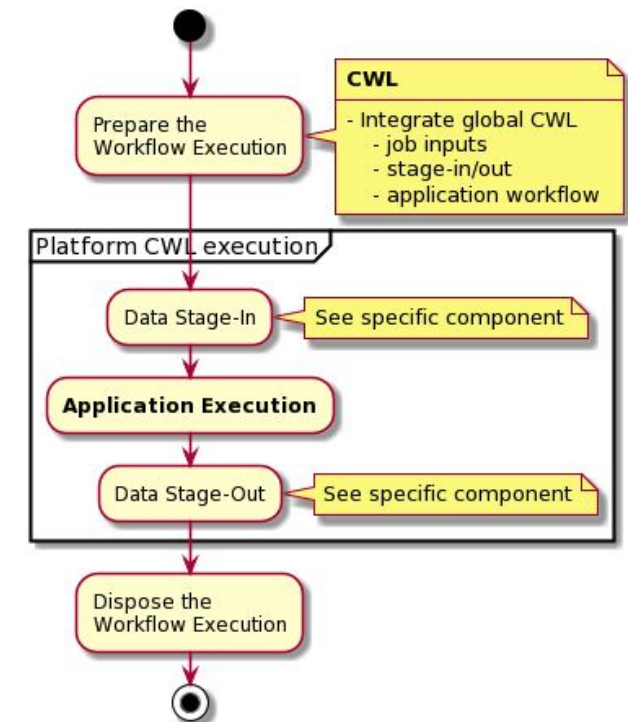 Prepare the
Workflow Execution
CWL
- Integrate global CWL
- job inputs
- stage-in/out
- application workflow
Platform CWL execution
Data Stage-In
See specific component
Application Execution
Data Stage-Out
See specific component
Dispose the
Workflow Execution